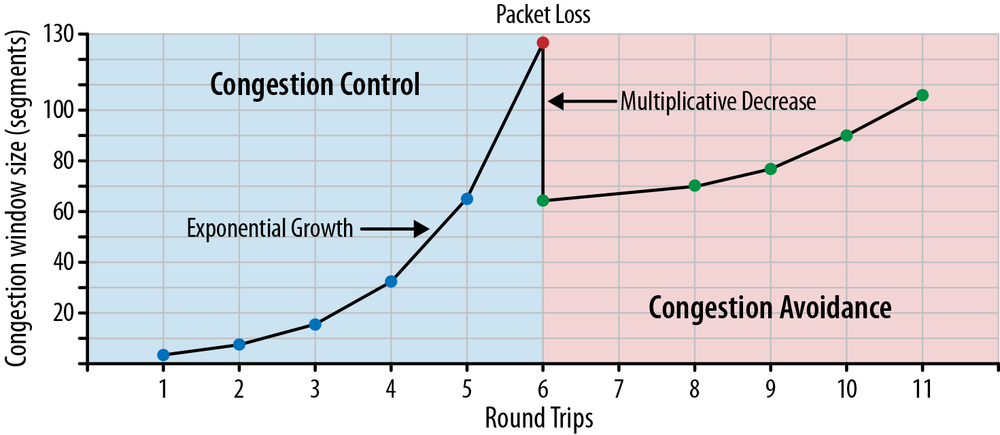 Packet Loss
Congestion window size (segments)
130
100
80
60
40
20
Congestion Control
Multiplicative Decrease
Exponential Growth
Congestion Avoidance
1 2 3 4 5 6 7 8 9 10 11
Round Trips